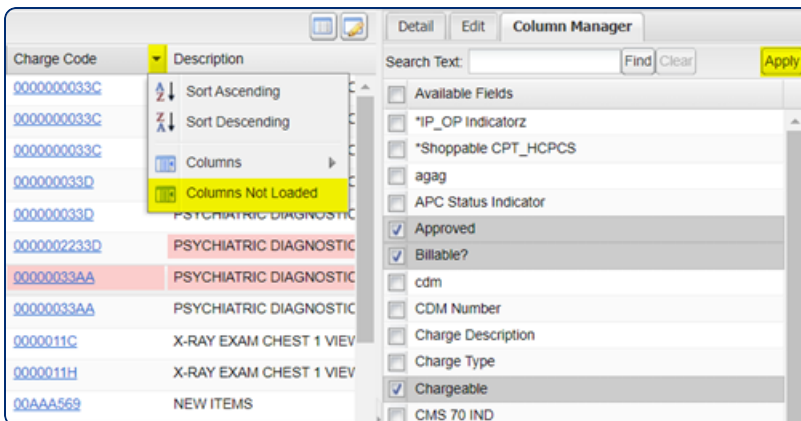 Detail Edit Column Manager
Charge Code Description
0000000033C
0000000033C
0000000033C
0000000033D
0000000033D PSYCHIATRIC DIAGNOSTIC
0000002233D PSYCHIATRIC DIAGNOSTIC
00000033AA PSYCHIATRIC DIAGNOSTIC
00000033AA PSYCHIATRIC DIAGNOSTIC
0000011C X-RAY EXAM CHEST 1 VIEW
0000011H X-RAY EXAM CHEST 1 VIEW
00AAA569 NEW ITEMS
Sort Ascending
Sort Descending
Columns
Columns Not Loaded
Search Text: Find Clear Apply
Available Fields
*IP_OP Indicatorz
*Shoppable CPT_HCPCS
agag
APC Status Indicator
Approved
Billable?
cdm
CDM Number
Charge Description
Charge Type
Chargeable
CMS 70 IND